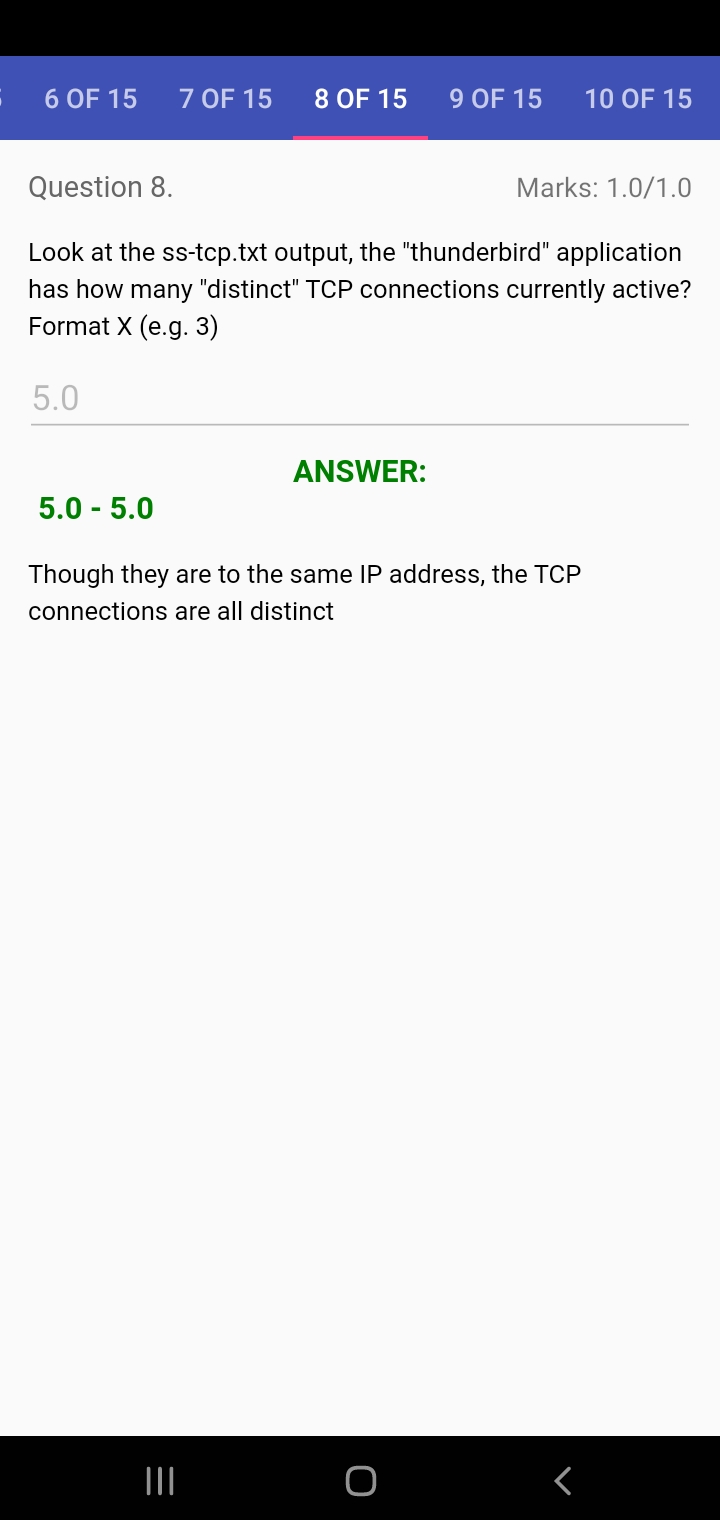 6 OF 15 7 OF 15 8 OF 15 9 OF 15 10 OF 15
Question 8. Marks: 1.0/1.0
Look at the ss-tcp.txt output, the "thunderbird" application
has how many "distinct" TCP connections currently active?
Format X (e.g. 3)
5.0
ANSWER:
5.0 - 5.0
Though they are to the same IP address, the TCP
connections are all distinct